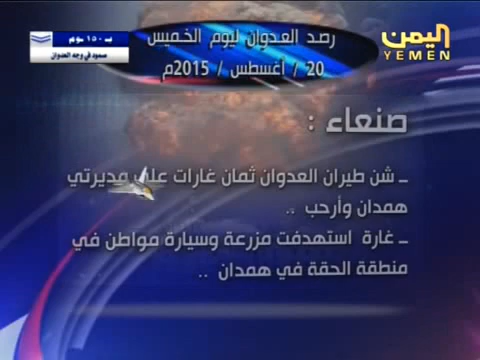 اليمن
YEMEN
صمود في وجه العدوان
رصد العدوان ليوم الخميس
20 / أغسطس / 2015م
صنعاء :
ـ شن طيران العدوان ثمان غارات على مديرتي
همدان وأرحب ..
ـ غارة استهدفت مزرعة وسيارة مواطن في
منطقة الحقة في همدان ..